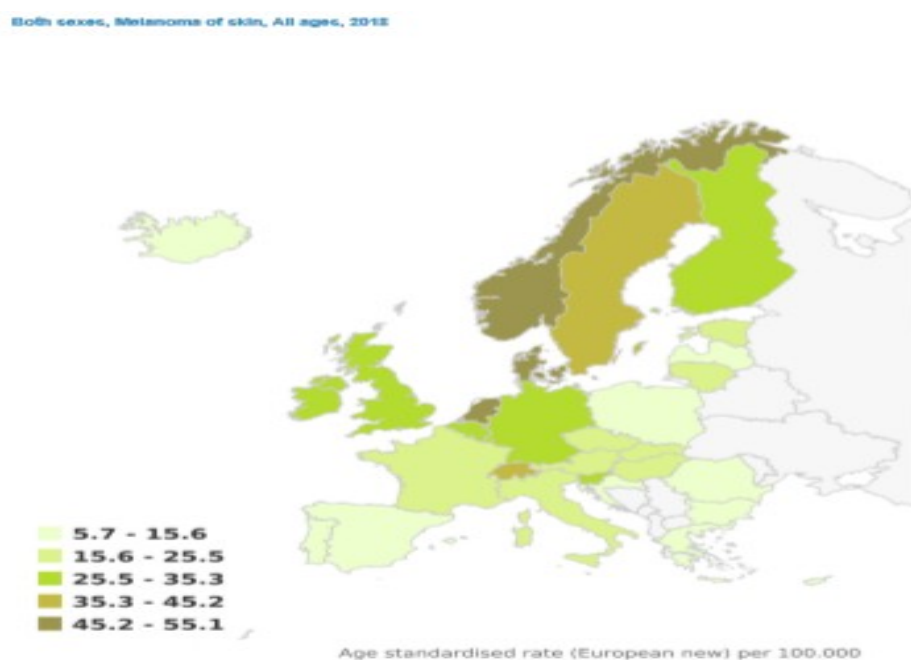 Both sexes, Melanoma of skin, All ages, 2018
5.7 - 15.6
15.6 - 25.5
25.5 - 35.3
35.3 - 45.2
45.2 - 55.1
Age standardised rate (European new) per 100.000